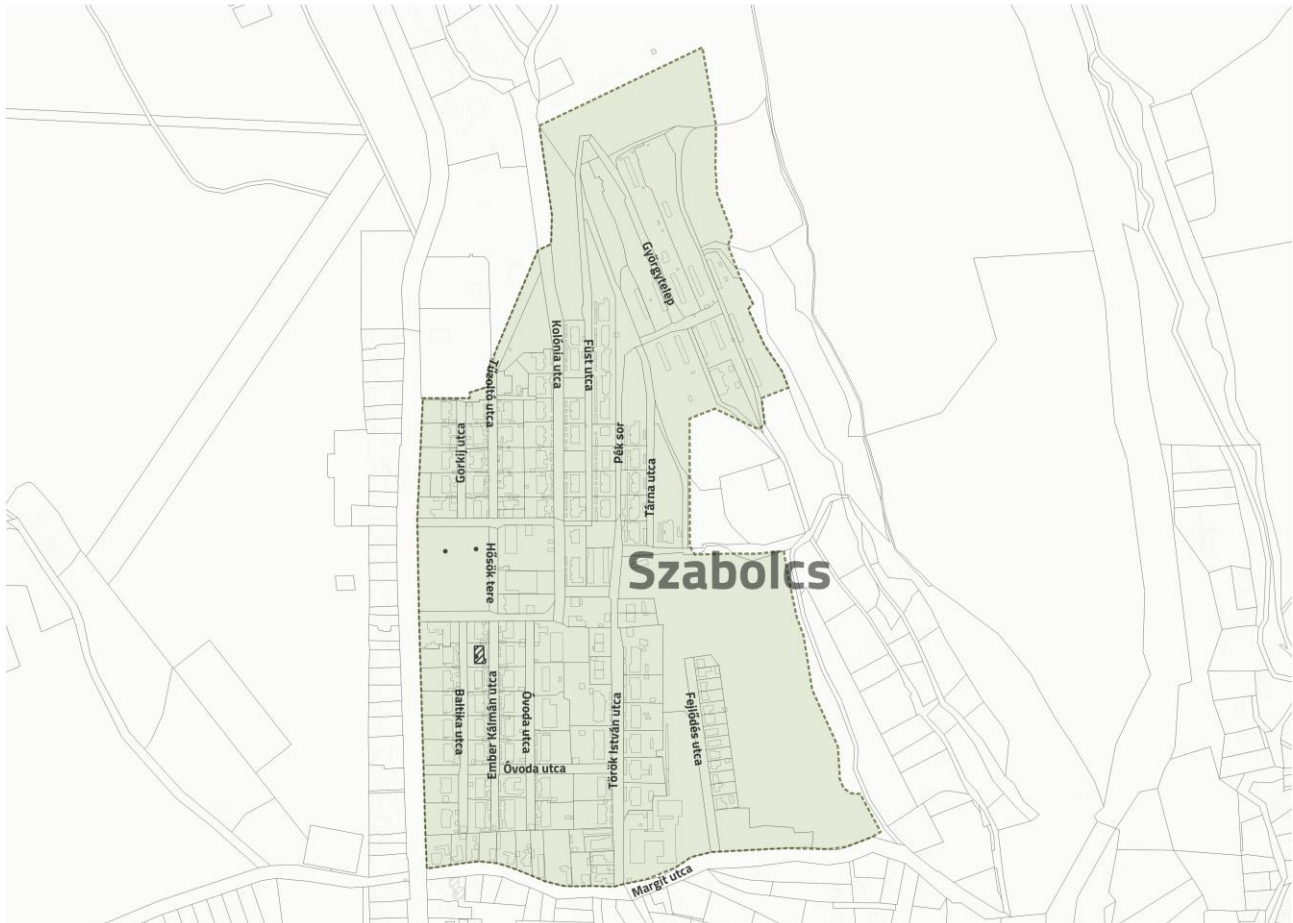 Györgytelep
Kolónia utca
Füst utca
Tűzoltó utca
Gorkij utca
Pék sor
Tárna utca
Hősök tere
Szabolcs
Baltika utca
Ember Kálmán utca
Óvoda utca
Óvoda utca
Török István utca
Fejlődés utca
Margit utca